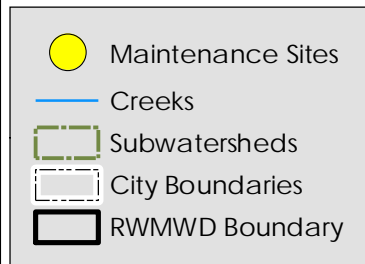 Maintenance Sites
Creeks
Subwatersheds
City Boundaries
RWMWD Boundary